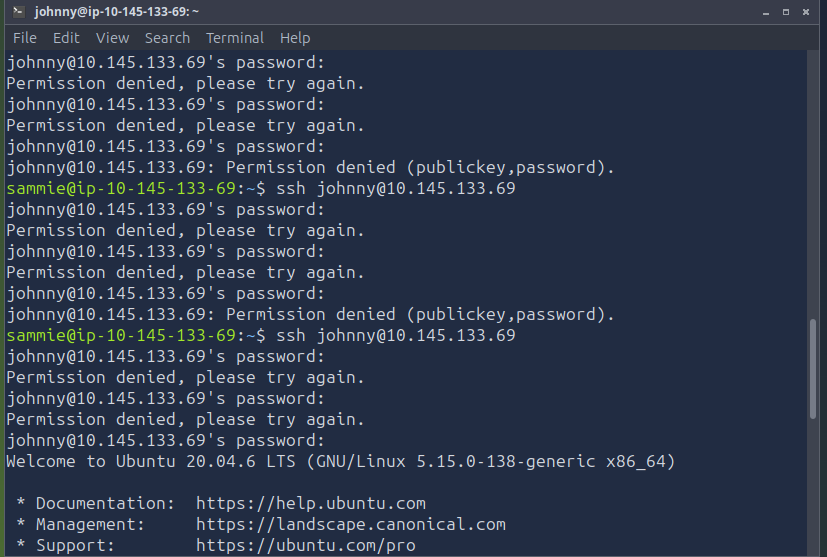 johnny@ip-10-145-133-69: ~
File Edit View Search Terminal Help
johnny@10.145.133.69's password:
Permission denied, please try again.
johnny@10.145.133.69's password:
Permission denied, please try again.
johnny@10.145.133.69's password:
johnny@10.145.133.69: Permission denied (publickey,password).
sammie@ip-10-145-133-69:~$ ssh johnny@10.145.133.69
johnny@10.145.133.69's password:
Permission denied, please try again.
johnny@10.145.133.69's password:
Permission denied, please try again.
johnny@10.145.133.69's password:
johnny@10.145.133.69: Permission denied (publickey,password).
sammie@ip-10-145-133-69:~$ ssh johnny@10.145.133.69
johnny@10.145.133.69's password:
Permission denied, please try again.
johnny@10.145.133.69's password:
Permission denied, please try again.
johnny@10.145.133.69's password:
Welcome to Ubuntu 20.04.6 LTS (GNU/Linux 5.15.0-138-generic x86_64)
* Documentation: https://help.ubuntu.com
* Management: https://landscape.canonical.com
* Support: https://ubuntu.com/pro